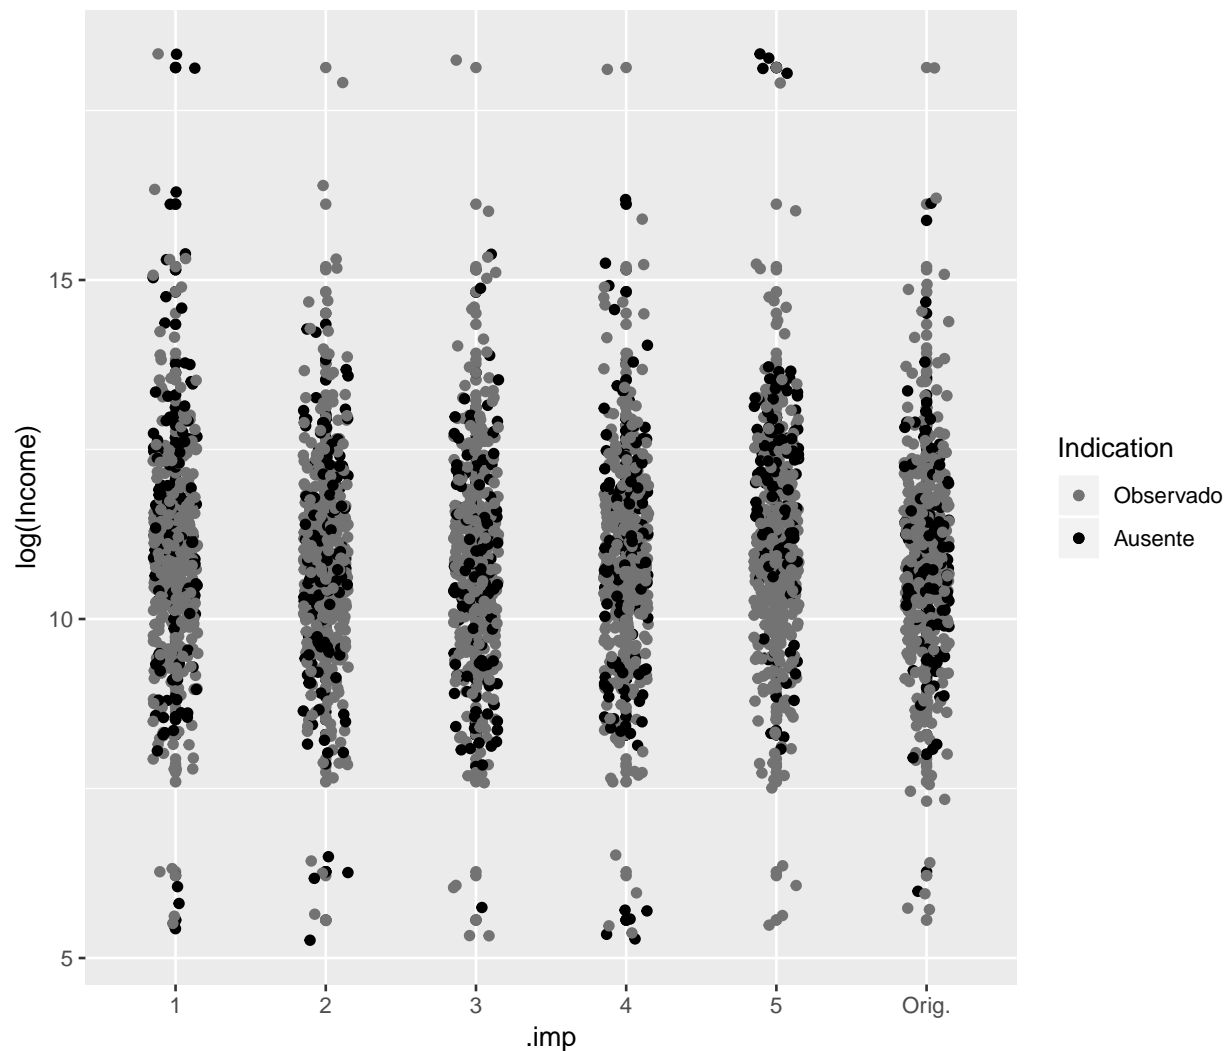 log(Income)
15
10
5
1
2
3
4
5
Orig.
.imp
Indication
Observado
Ausente